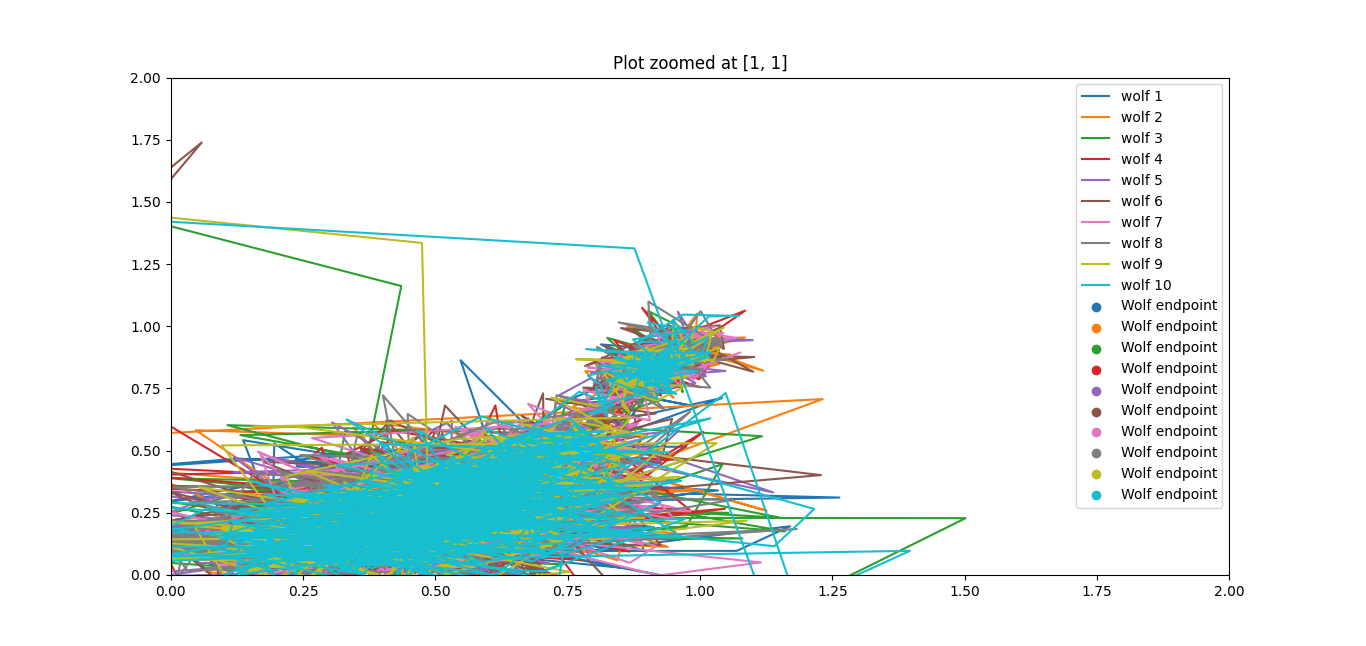 Plot zoomed at [1, 1]
2.00
1.75
1.50
1.25
1.00
0.75
0.50
0.25
0.00
0.00 0.25 0.50 0.75 1.00 1.25 1.50 1.75 2.00
wolf 1
wolf 2
wolf 3
wolf 4
wolf 5
wolf 6
wolf 7
wolf 8
wolf 9
wolf 10
Wolf endpoint
Wolf endpoint
Wolf endpoint
Wolf endpoint
Wolf endpoint
Wolf endpoint
Wolf endpoint
Wolf endpoint
Wolf endpoint
Wolf endpoint